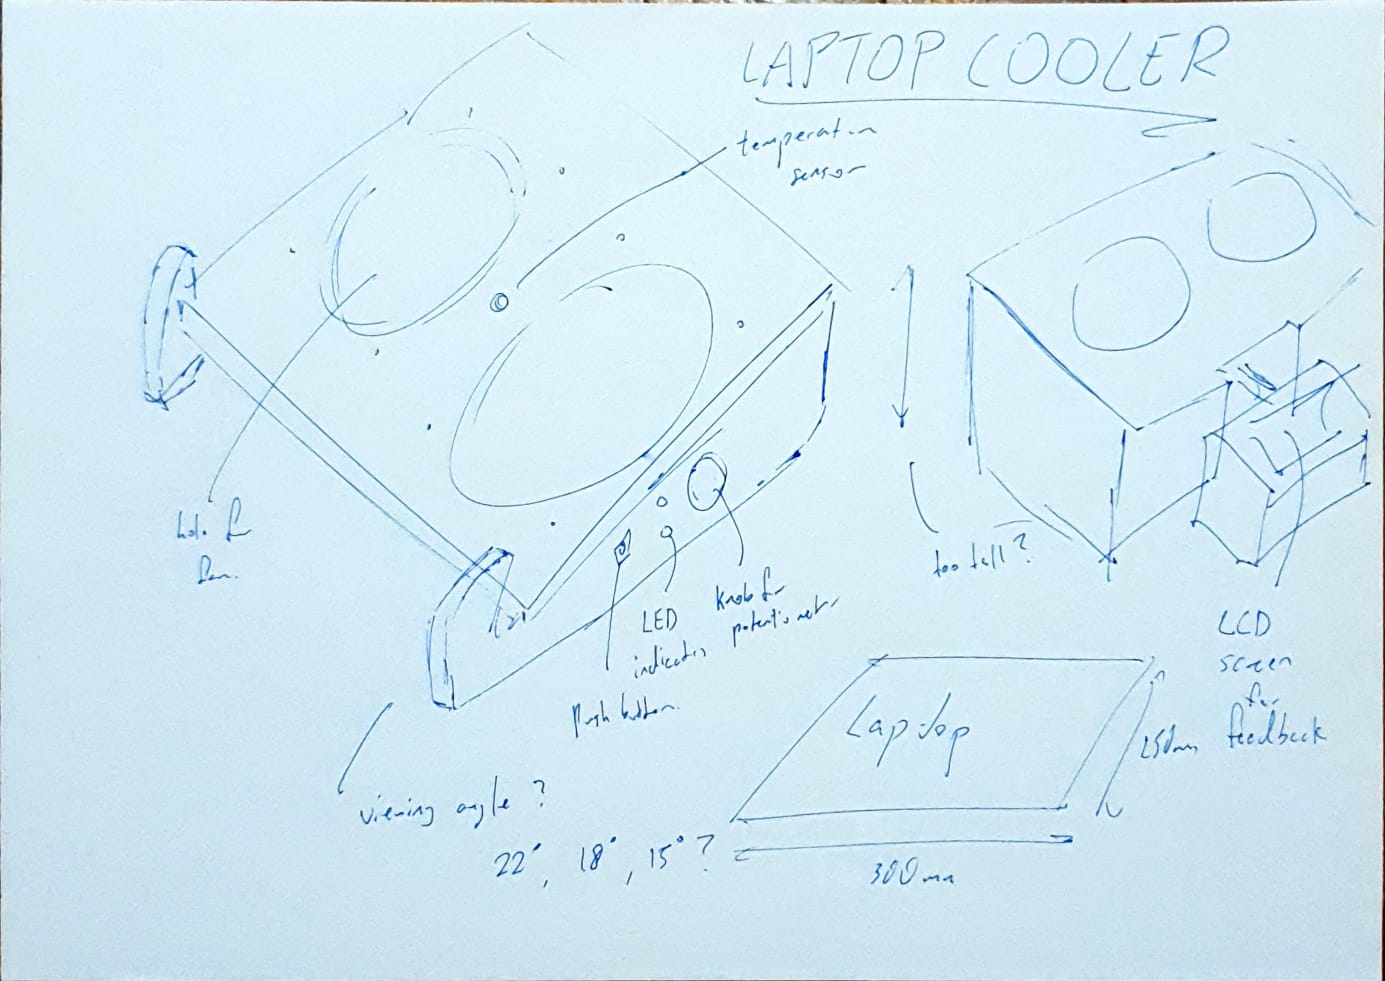 LAPTOP COOLER
temperature
sensor
hole for
fan.
too tall?
LED
indicators
Knob for
potentiometer
push button.
LCD
screen
for
feedback
Laptop
250mm
300mm
viewing angle?
22°, 18°, 15°?